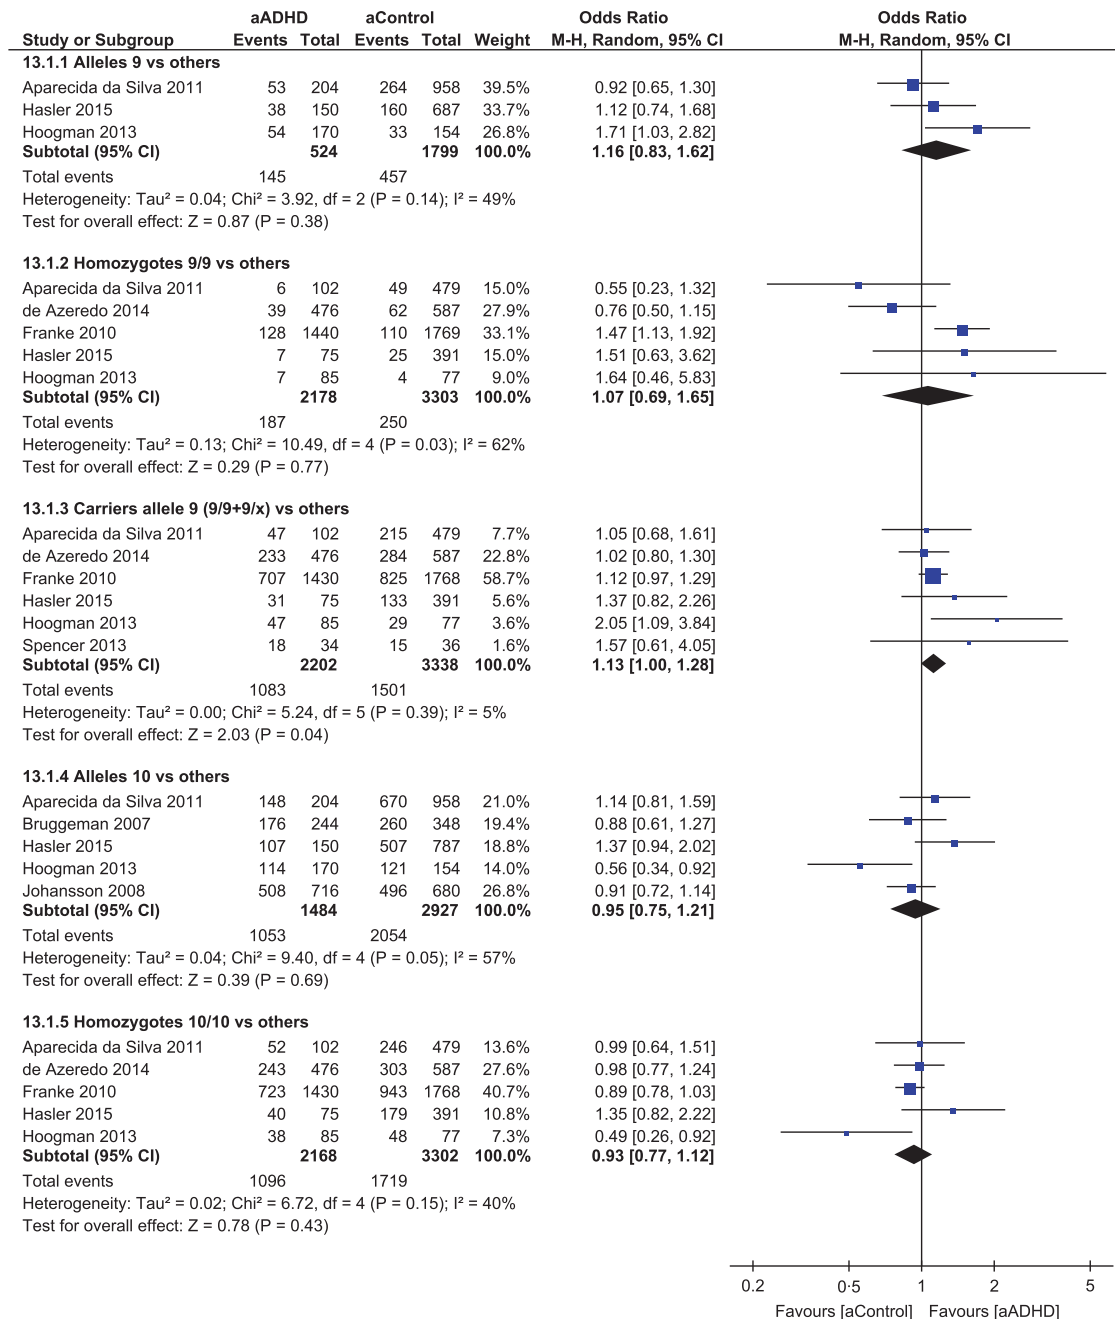 aADHD aControl Odds Ratio Odds Ratio
Study or Subgroup Events Total Events Total Weight M-H, Random, 95% CI M-H, Random, 95% CI
13.1.1 Alleles 9 vs others
Aparecida da Silva 2011 53 204 264 958 39.5% 0.92 [0.65, 1.30]
Hasler 2015 38 150 160 687 33.7% 1.12 [0.74, 1.68]
Hoogman 2013 54 170 33 154 26.8% 1.71 [1.03, 2.82]
Subtotal (95% CI) 524 1799 100.0% 1.16 [0.83, 1.62]
Total events 145 457
Heterogeneity: Tau² = 0.04; Chi² = 3.92, df = 2 (P = 0.14); I² = 49%
Test for overall effect: Z = 0.87 (P = 0.38)
13.1.2 Homozygotes 9/9 vs others
Aparecida da Silva 2011 6 102 49 479 15.0% 0.55 [0.23, 1.32]
de Azeredo 2014 39 476 62 587 27.9% 0.76 [0.50, 1.15]
Franke 2010 128 1440 110 1769 33.1% 1.47 [1.13, 1.92]
Hasler 2015 7 75 25 391 15.0% 1.51 [0.63, 3.62]
Hoogman 2013 7 85 4 77 9.0% 1.64 [0.46, 5.83]
Subtotal (95% CI) 2178 3303 100.0% 1.07 [0.69, 1.65]
Total events 187 250
Heterogeneity: Tau² = 0.13; Chi² = 10.49, df = 4 (P = 0.03); I² = 62%
Test for overall effect: Z = 0.29 (P = 0.77)
13.1.3 Carriers allele 9 (9/9+9/x) vs others
Aparecida da Silva 2011 47 102 215 479 7.7% 1.05 [0.68, 1.61]
de Azeredo 2014 233 476 284 587 22.8% 1.02 [0.80, 1.30]
Franke 2010 707 1430 825 1768 58.7% 1.12 [0.97, 1.29]
Hasler 2015 31 75 133 391 5.6% 1.37 [0.82, 2.26]
Hoogman 2013 47 85 29 77 3.6% 2.05 [1.09, 3.84]
Spencer 2013 18 34 15 36 1.6% 1.57 [0.61, 4.05]
Subtotal (95% CI) 2202 3338 100.0% 1.13 [1.00, 1.28]
Total events 1083 1501
Heterogeneity: Tau² = 0.00; Chi² = 5.24, df = 5 (P = 0.39); I² = 5%
Test for overall effect: Z = 2.03 (P = 0.04)
13.1.4 Alleles 10 vs others
Aparecida da Silva 2011 148 204 670 958 21.0% 1.14 [0.81, 1.59]
Bruggeman 2007 176 244 260 348 19.4% 0.88 [0.61, 1.27]
Hasler 2015 107 150 507 787 18.8% 1.37 [0.94, 2.02]
Hoogman 2013 114 170 121 154 14.0% 0.56 [0.34, 0.92]
Johansson 2008 508 716 496 680 26.8% 0.91 [0.72, 1.14]
Subtotal (95% CI) 1484 2927 100.0% 0.95 [0.75, 1.21]
Total events 1053 2054
Heterogeneity: Tau² = 0.04; Chi² = 9.40, df = 4 (P = 0.05); I² = 57%
Test for overall effect: Z = 0.39 (P = 0.69)
13.1.5 Homozygotes 10/10 vs others
Aparecida da Silva 2011 52 102 246 479 13.6% 0.99 [0.64, 1.51]
de Azeredo 2014 243 476 303 587 27.6% 0.98 [0.77, 1.24]
Franke 2010 723 1430 943 1768 40.7% 0.89 [0.78, 1.03]
Hasler 2015 40 75 179 391 10.8% 1.35 [0.82, 2.22]
Hoogman 2013 38 85 48 77 7.3% 0.49 [0.26, 0.92]
Subtotal (95% CI) 2168 3302 100.0% 0.93 [0.77, 1.12]
Total events 1096 1719
Heterogeneity: Tau² = 0.02; Chi² = 6.72, df = 4 (P = 0.15); I² = 40%
Test for overall effect: Z = 0.78 (P = 0.43)
0.2 0·5 1 2 5
Favours [aControl] Favours [aADHD]